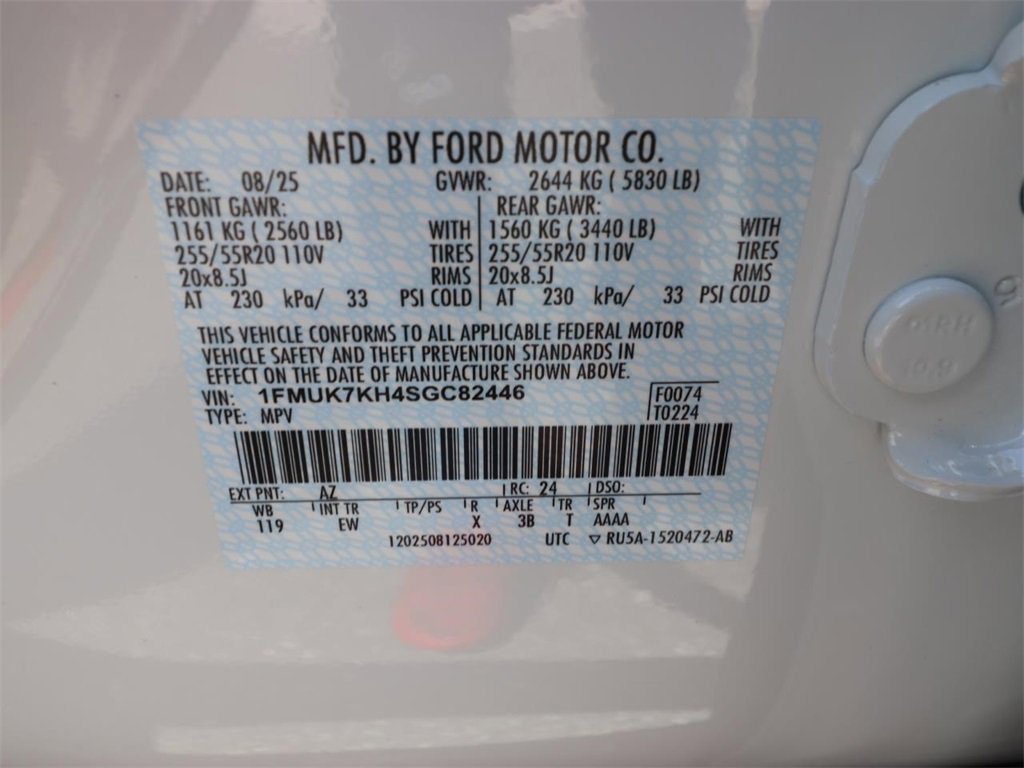 MFD. BY FORD MOTOR CO.
DATE: 08/25 GVWR: 2644 KG ( 5830 LB)
FRONT GAWR: REAR GAWR:
1161 KG ( 2560 LB) WITH 1560 KG ( 3440 LB) WITH
255/55R20 110V TIRES 255/55R20 110V TIRES
20x8.5J RIMS 20x8.5J RIMS
AT 230 kPa/ 33 PSI COLD AT 230 kPa/ 33 PSI COLD
THIS VEHICLE CONFORMS TO ALL APPLICABLE FEDERAL MOTOR
VEHICLE SAFETY AND THEFT PREVENTION STANDARDS IN
EFFECT ON THE DATE OF MANUFACTURE SHOWN ABOVE.
VIN: 1FMUK7KH4SGC82446 F0074
TYPE: MPV T0224
EXT PNT: AZ RC: 24 DSO:
WB INT TR TP/PS R AXLE TR SPR
119 EW X 3B T AAAA
1202508125020 UTC ▽ RU5A-1520472-AB